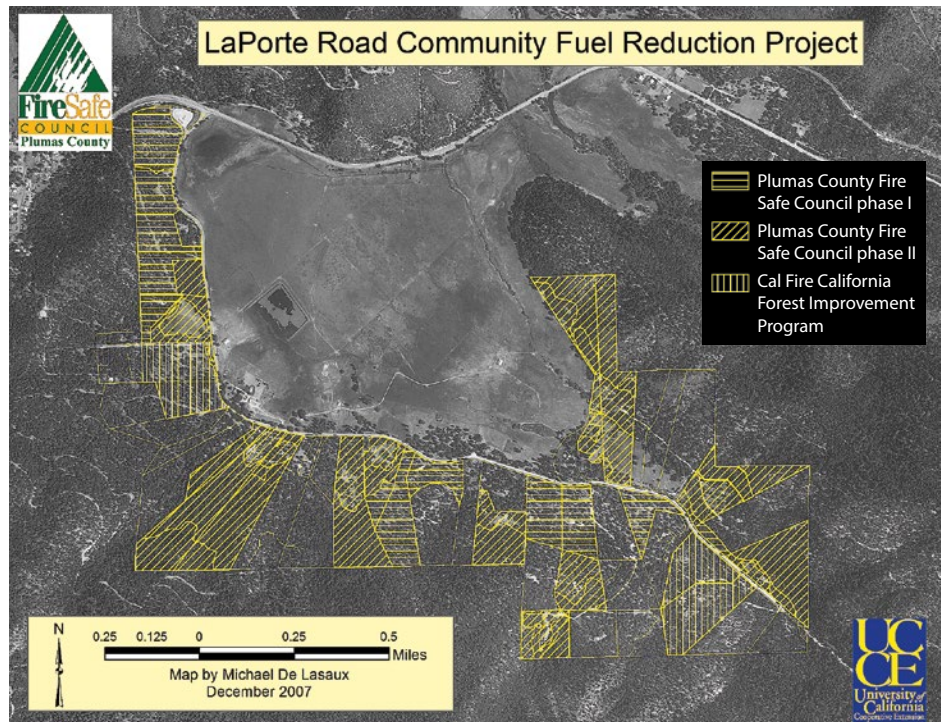 LaPorte Road Community Fuel Reduction Project
FireSafe
COUNCIL
Plumas County
Plumas County Fire
Safe Council phase I
Plumas County Fire
Safe Council phase II
Cal Fire California
Forest Improvement
Program
N
0.25 0.125 0 0.25 0.5
Miles
Map by Michael De Lasaux
December 2007
UC
CE
University of
California
Cooperative Extension